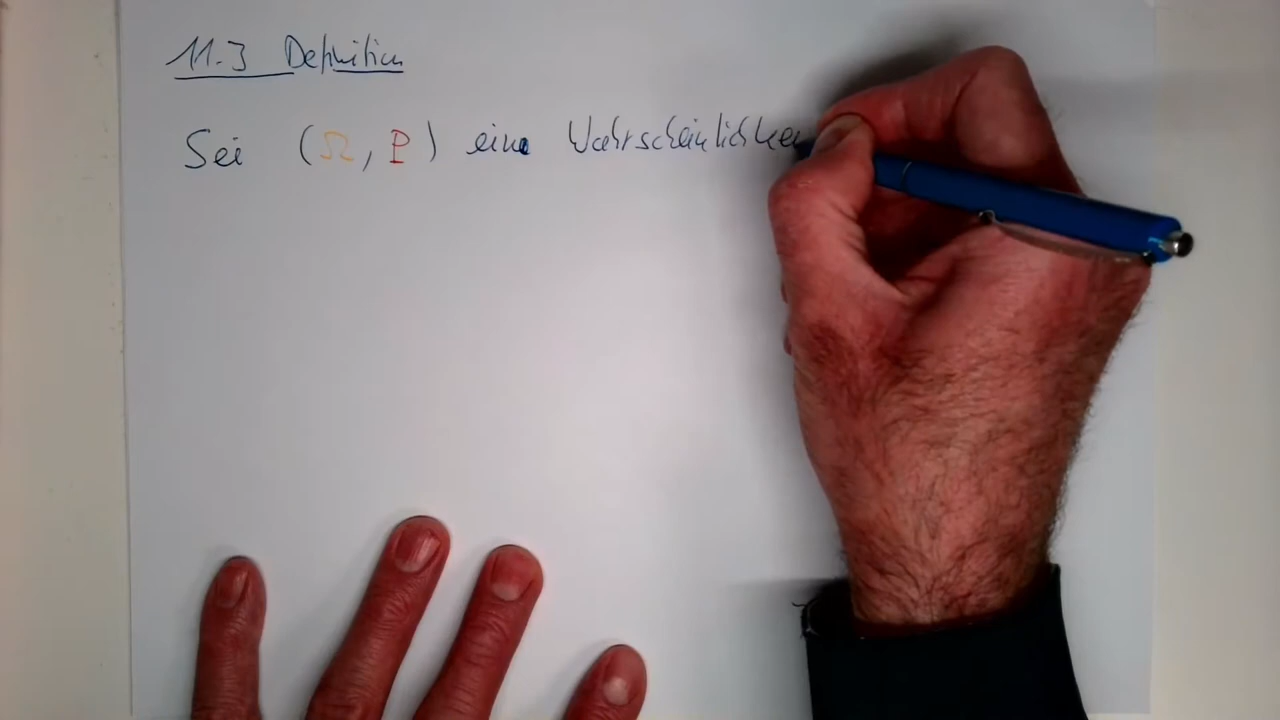 11.3 Definition
Sei (Ω, P) eine Wahrscheinlichkei